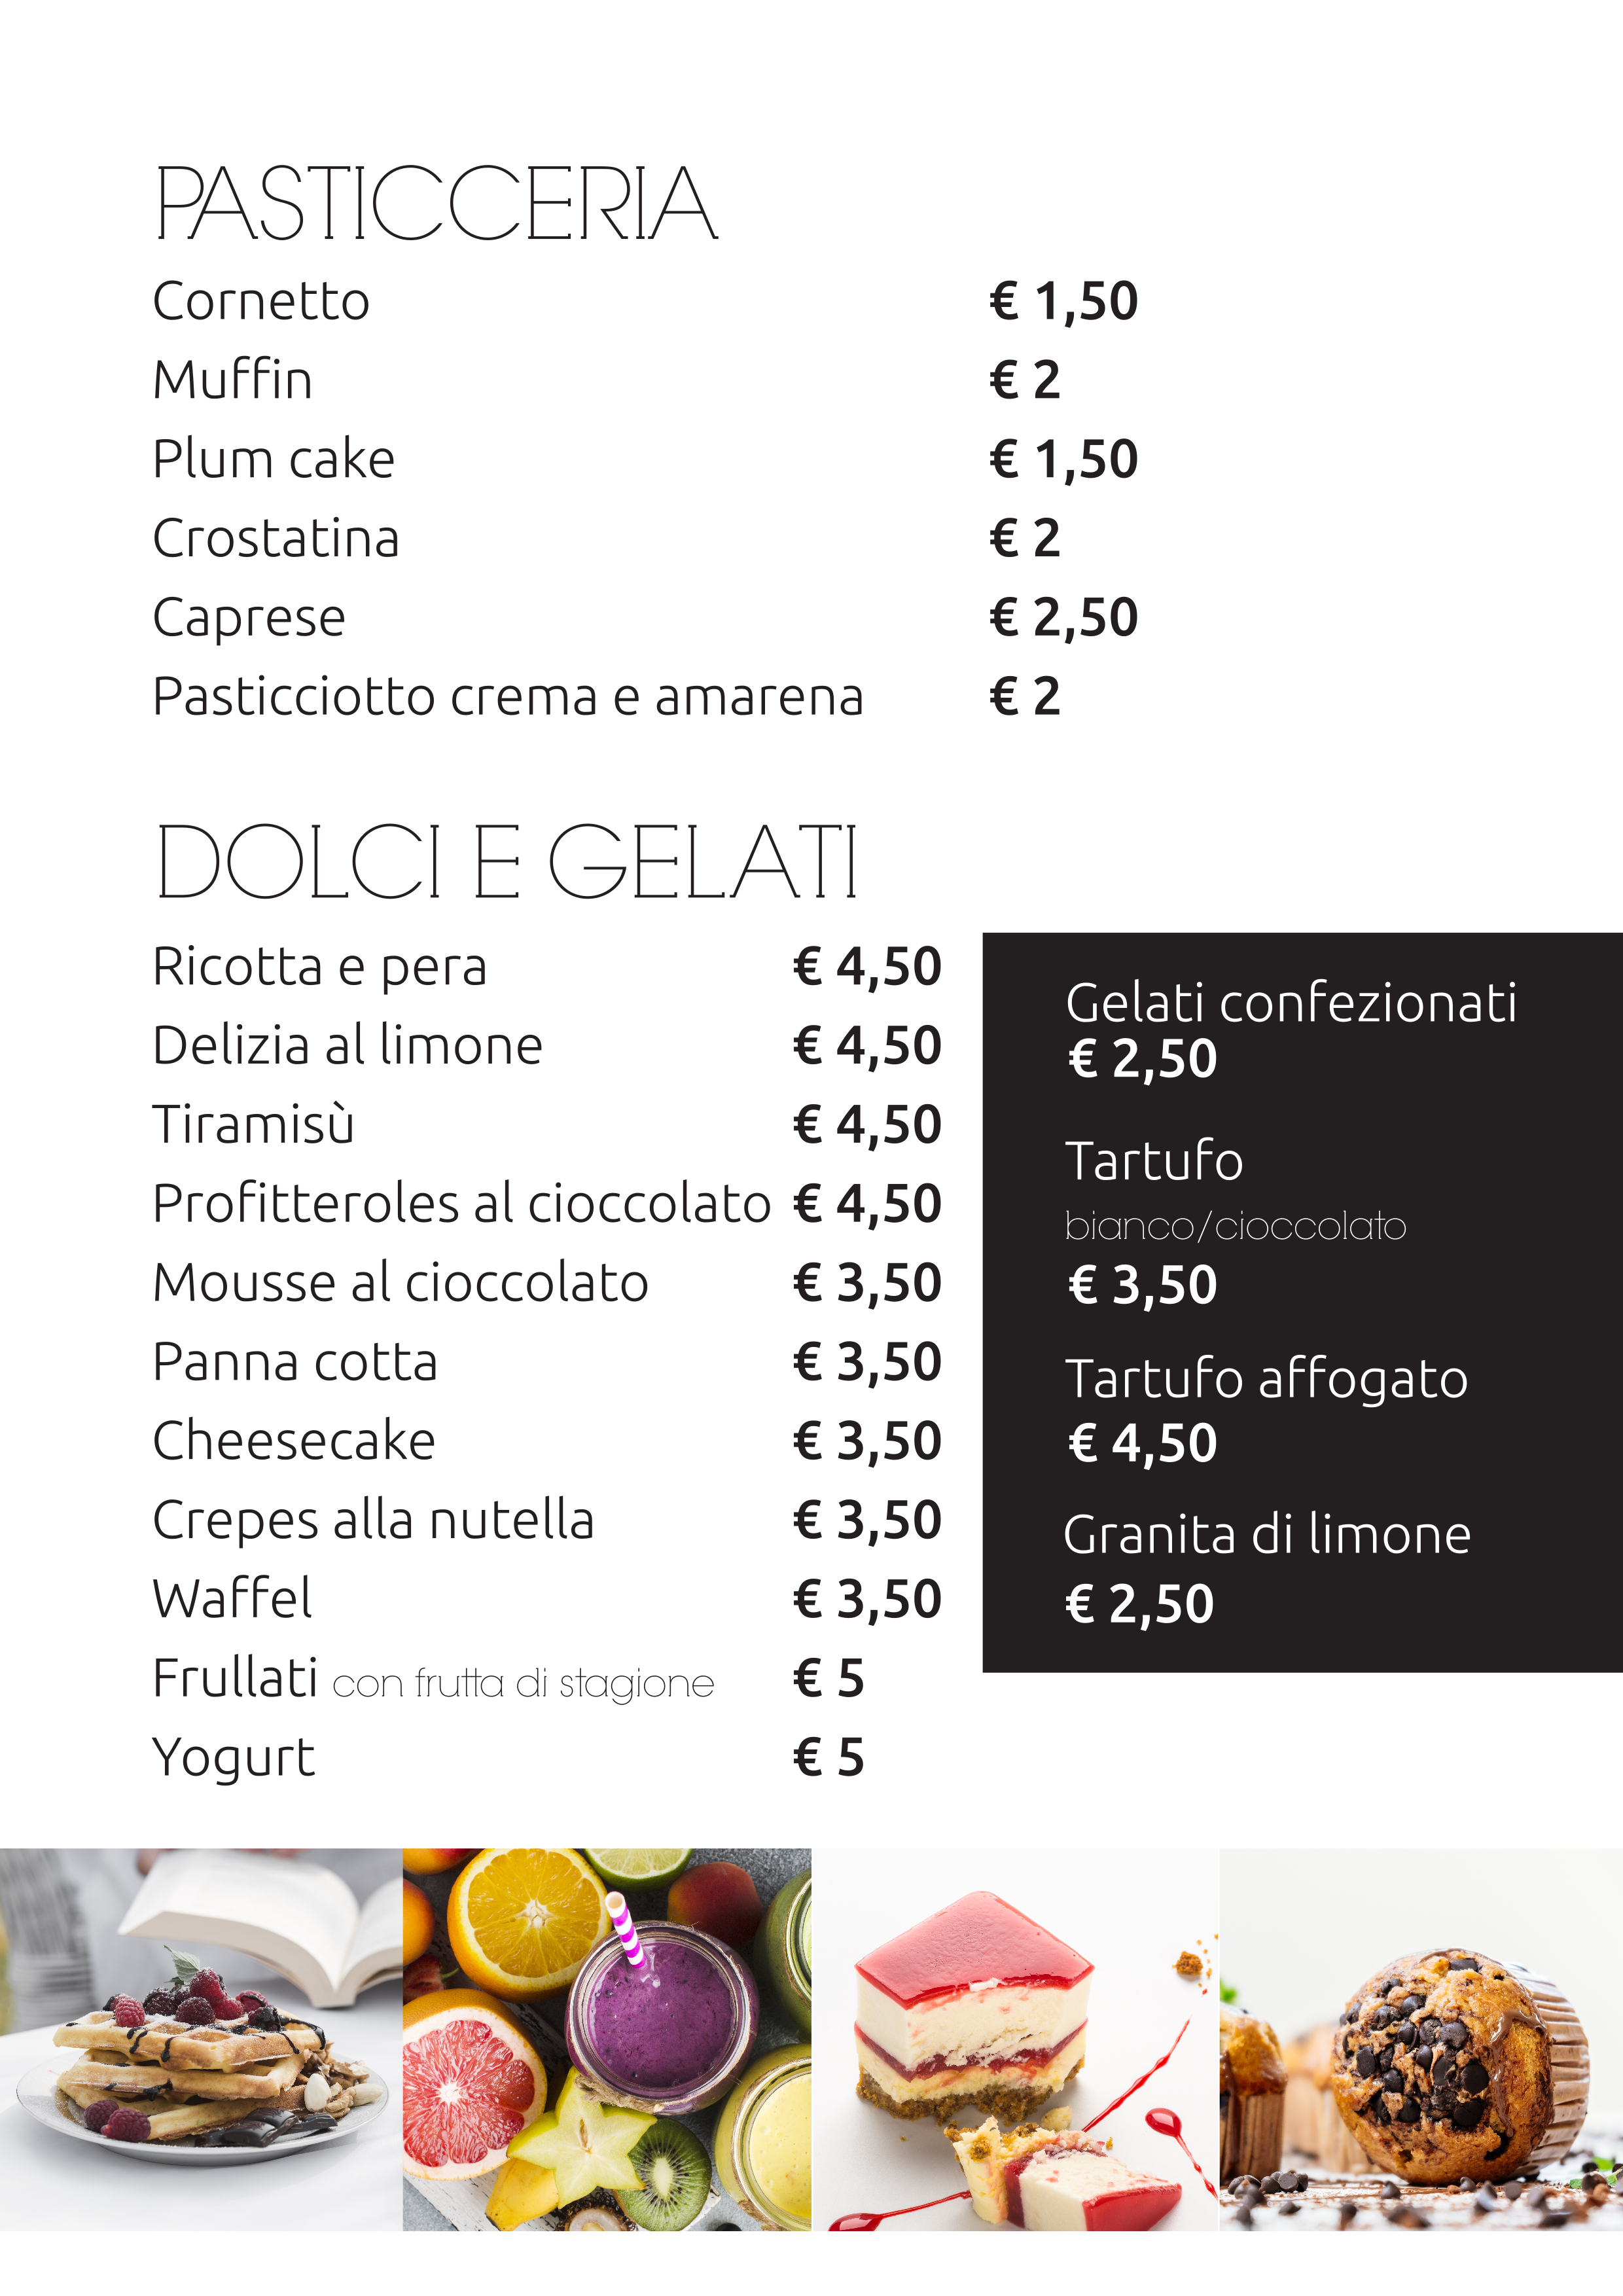 PASTICCERIA
Cornetto € 1,50
Muffin € 2
Plum cake € 1,50
Crostatina € 2
Caprese € 2,50
Pasticciotto crema e amarena € 2
DOLCI E GELATI
Ricotta e pera € 4,50
Delizia al limone € 4,50
Tiramisù € 4,50
Profitteroles al cioccolato € 4,50
Mousse al cioccolato € 3,50
Panna cotta € 3,50
Cheesecake € 3,50
Crepes alla nutella € 3,50
Waffel € 3,50
Frullati con frutta di stagione € 5
Yogurt € 5
Gelati confezionati
€ 2,50
Tartufo
bianco/cioccolato
€ 3,50
Tartufo affogato
€ 4,50
Granita di limone
€ 2,50